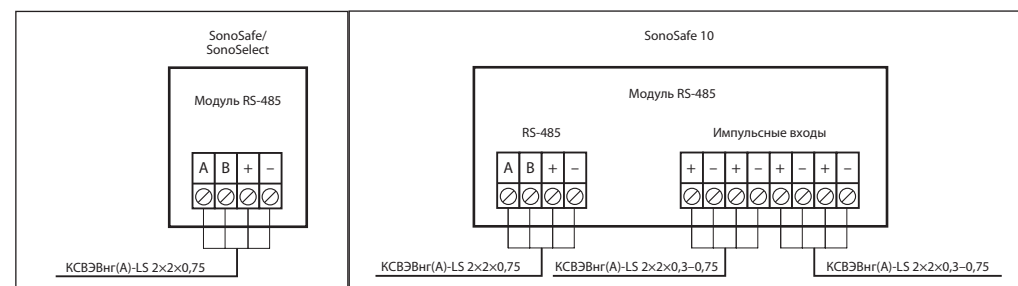 SonoSafe/
SonoSelect
Модуль RS-485
A B + –
КСВЭВнг(А)-LS 2×2×0,75
SonoSafe 10
Модуль RS-485
RS-485
Импульсные входы
A B + –
+ – + – + – + –
КСВЭВнг(А)-LS 2×2×0,75
КСВЭВнг(А)-LS 2×2×0,3–0,75
КСВЭВнг(А)-LS 2×2×0,3–0,75